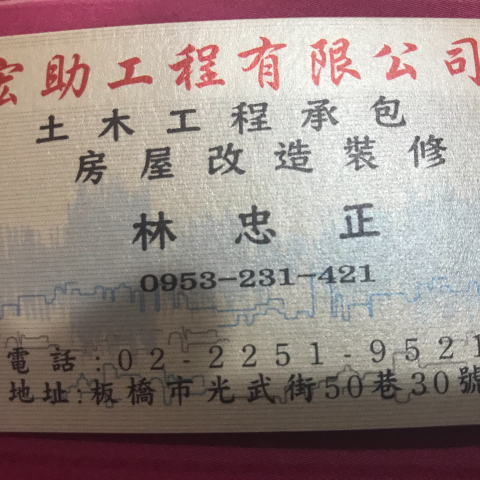 宏助工程有限公司
土木工程承包
房屋改造裝修
林忠正
0953-231-421
電話:02-2251-9521
地址:板橋市光武街50巷30號